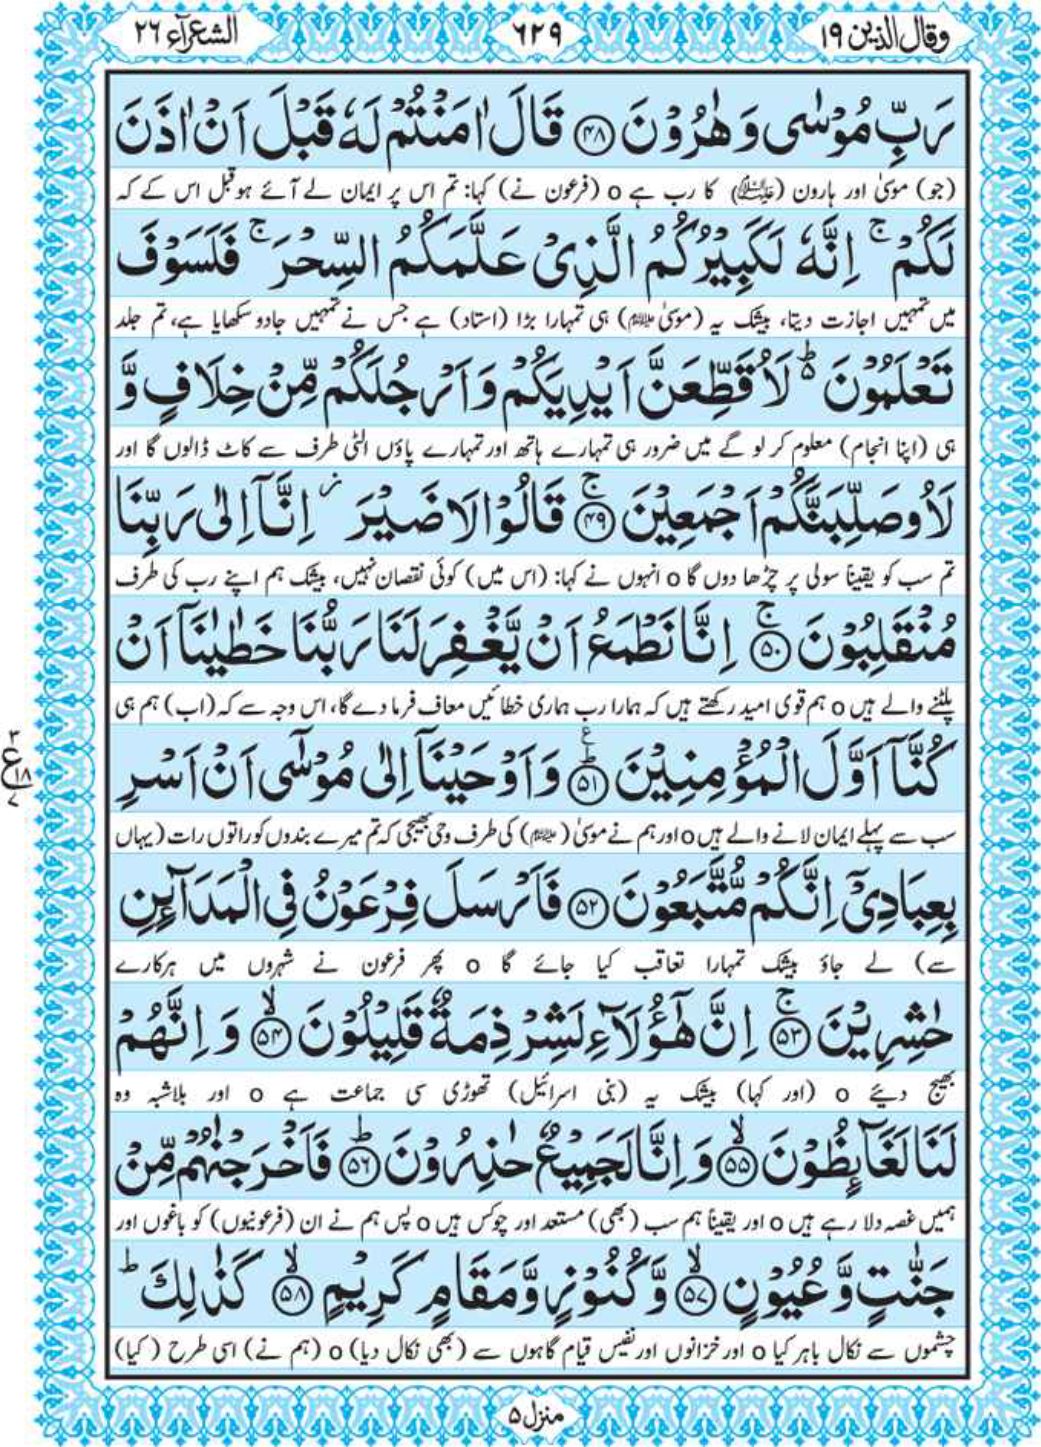 وقال الذین ۱۹
۶۲۹
الشعرآء ۲۶
رَبِّ مُوْسٰی وَ هٰرُوْنَ ﴿۴۸﴾ قَالَ اٰمَنْتُمْ لَهٗ قَبْلَ اَنْ اٰذَنَ
(جو) موسیٰ اور ہارون (علیہما السلام) کا رب ہے o (فرعون نے) کہا: تم اس پر ایمان لے آئے ہو قبل اس کے کہ
لَكُمْ ۚ اِنَّهٗ لَكَبِیْرُكُمُ الَّذِیْ عَلَّمَكُمُ السِّحْرَ ۚ فَلَسَوْفَ
میں تمہیں اجازت دیتا، بیشک یہ (موسیٰ علیہ السلام) ہی تمہارا بڑا (استاد) ہے جس نے تمہیں جادو سکھایا ہے، تم جلد
تَعْلَمُوْنَ ؕ۬ لَاُقَطِّعَنَّ اَیْدِیَكُمْ وَ اَرْجُلَكُمْ مِّنْ خِلَافٍ وَّ
ہی (اپنا انجام) معلوم کر لو گے میں ضرور ہی تمہارے ہاتھ اور تمہارے پاؤں الٹی طرف سے کاٹ ڈالوں گا اور
لَاُوصَلِّبَنَّكُمْ اَجْمَعِیْنَ ﴿ۚ۴۹﴾ قَالُوْا لَا ضَیْرَ ؗ اِنَّاۤ اِلٰی رَبِّنَا
تم سب کو یقیناً سولی پر چڑھا دوں گا o انہوں نے کہا: (اس میں) کوئی نقصان نہیں، بیشک ہم اپنے رب کی طرف
مُنْقَلِبُوْنَ ﴿ۚ۵۰﴾ اِنَّا نَطْمَعُ اَنْ یَّغْفِرَ لَنَا رَبُّنَا خَطٰیٰنَاۤ اَنْ
پلٹنے والے ہیں o ہم قوی امید رکھتے ہیں کہ ہمارا رب ہماری خطائیں معاف فرما دے گا، اس وجہ سے کہ (اب) ہم ہی
كُنَّاۤ اَوَّلَ الْمُؤْمِنِیْنَ ﴿ؕ۵۱﴾ وَ اَوْحَیْنَاۤ اِلٰی مُوْسٰۤی اَنْ اَسْرِ
۳ ع ۱۸ ۷
سب سے پہلے ایمان لانے والے ہیں o اور ہم نے موسیٰ (علیہ السلام) کی طرف وحی بھیجی کہ تم میرے بندوں کو راتوں رات (یہاں
بِعِبَادِیْۤ اِنَّكُمْ مُّتَّبَعُوْنَ ﴿۵۲﴾ فَاَرْسَلَ فِرْعَوْنُ فِی الْمَدَآئِنِ
سے) لے جاؤ بیشک تمہارا تعاقب کیا جائے گا o پھر فرعون نے شہروں میں ہرکارے
حٰشِرِیْنَ ﴿ۚ۵۳﴾ اِنَّ هٰۤؤُلَآءِ لَشِرْذِمَةٌ قَلِیْلُوْنَ ﴿ۙ۵۴﴾ وَ اِنَّهُمْ
بھیج دیئے o (اور کہا) بیشک یہ (بنی اسرائیل) تھوڑی سی جماعت ہے o اور بلاشبہ وہ
لَنَا لَغَآئِظُوْنَ ﴿ۙ۵۵﴾ وَ اِنَّا لَجَمِیْعٌ حٰذِرُوْنَ ﴿ؕ۵۶﴾ فَاَخْرَجْنٰهُمْ مِّنْ
ہمیں غصہ دلا رہے ہیں o اور یقیناً ہم سب (بھی) مستعد اور چوکس ہیں o پس ہم نے ان (فرعونیوں) کو باغوں اور
جَنّٰتٍ وَّ عُیُوْنٍ ﴿ۙ۵۷﴾ وَّ كُنُوْزٍ وَّ مَقَامٍ كَرِیْمٍ ﴿ۙ۵۸﴾ كَذٰلِكَ ؕ
چشموں سے نکال باہر کیا o اور خزانوں اور نفیس قیام گاہوں سے (بھی نکال دیا) o (ہم نے) اسی طرح (کیا)
منزل ۵